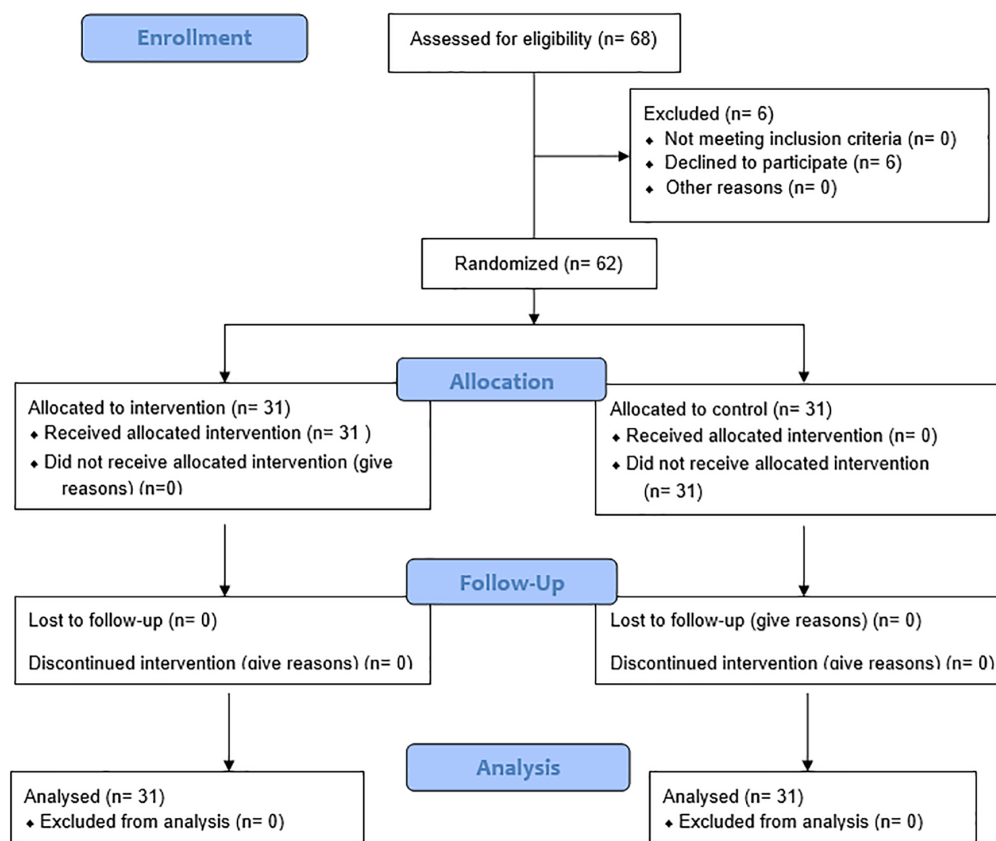 Enrollment
Assessed for eligibility (n= 68)
Excluded (n= 6)
⬥ Not meeting inclusion criteria (n= 0)
⬥ Declined to participate (n= 6)
⬥ Other reasons (n= 0)
Randomized (n= 62)
Allocation
Allocated to intervention (n= 31)
⬥ Received allocated intervention (n= 31 )
⬥ Did not receive allocated intervention (give
reasons) (n=0)
Allocated to control (n= 31)
⬥ Received allocated intervention (n= 0)
⬥ Did not receive allocated intervention
(n= 31)
Follow-Up
Lost to follow-up (n= 0)
Discontinued intervention (give reasons) (n= 0)
Lost to follow-up (give reasons) (n= 0)
Discontinued intervention (give reasons) (n= 0)
Analysis
Analysed (n= 31)
⬥ Excluded from analysis (n= 0)
Analysed (n= 31)
⬥ Excluded from analysis (n= 0)